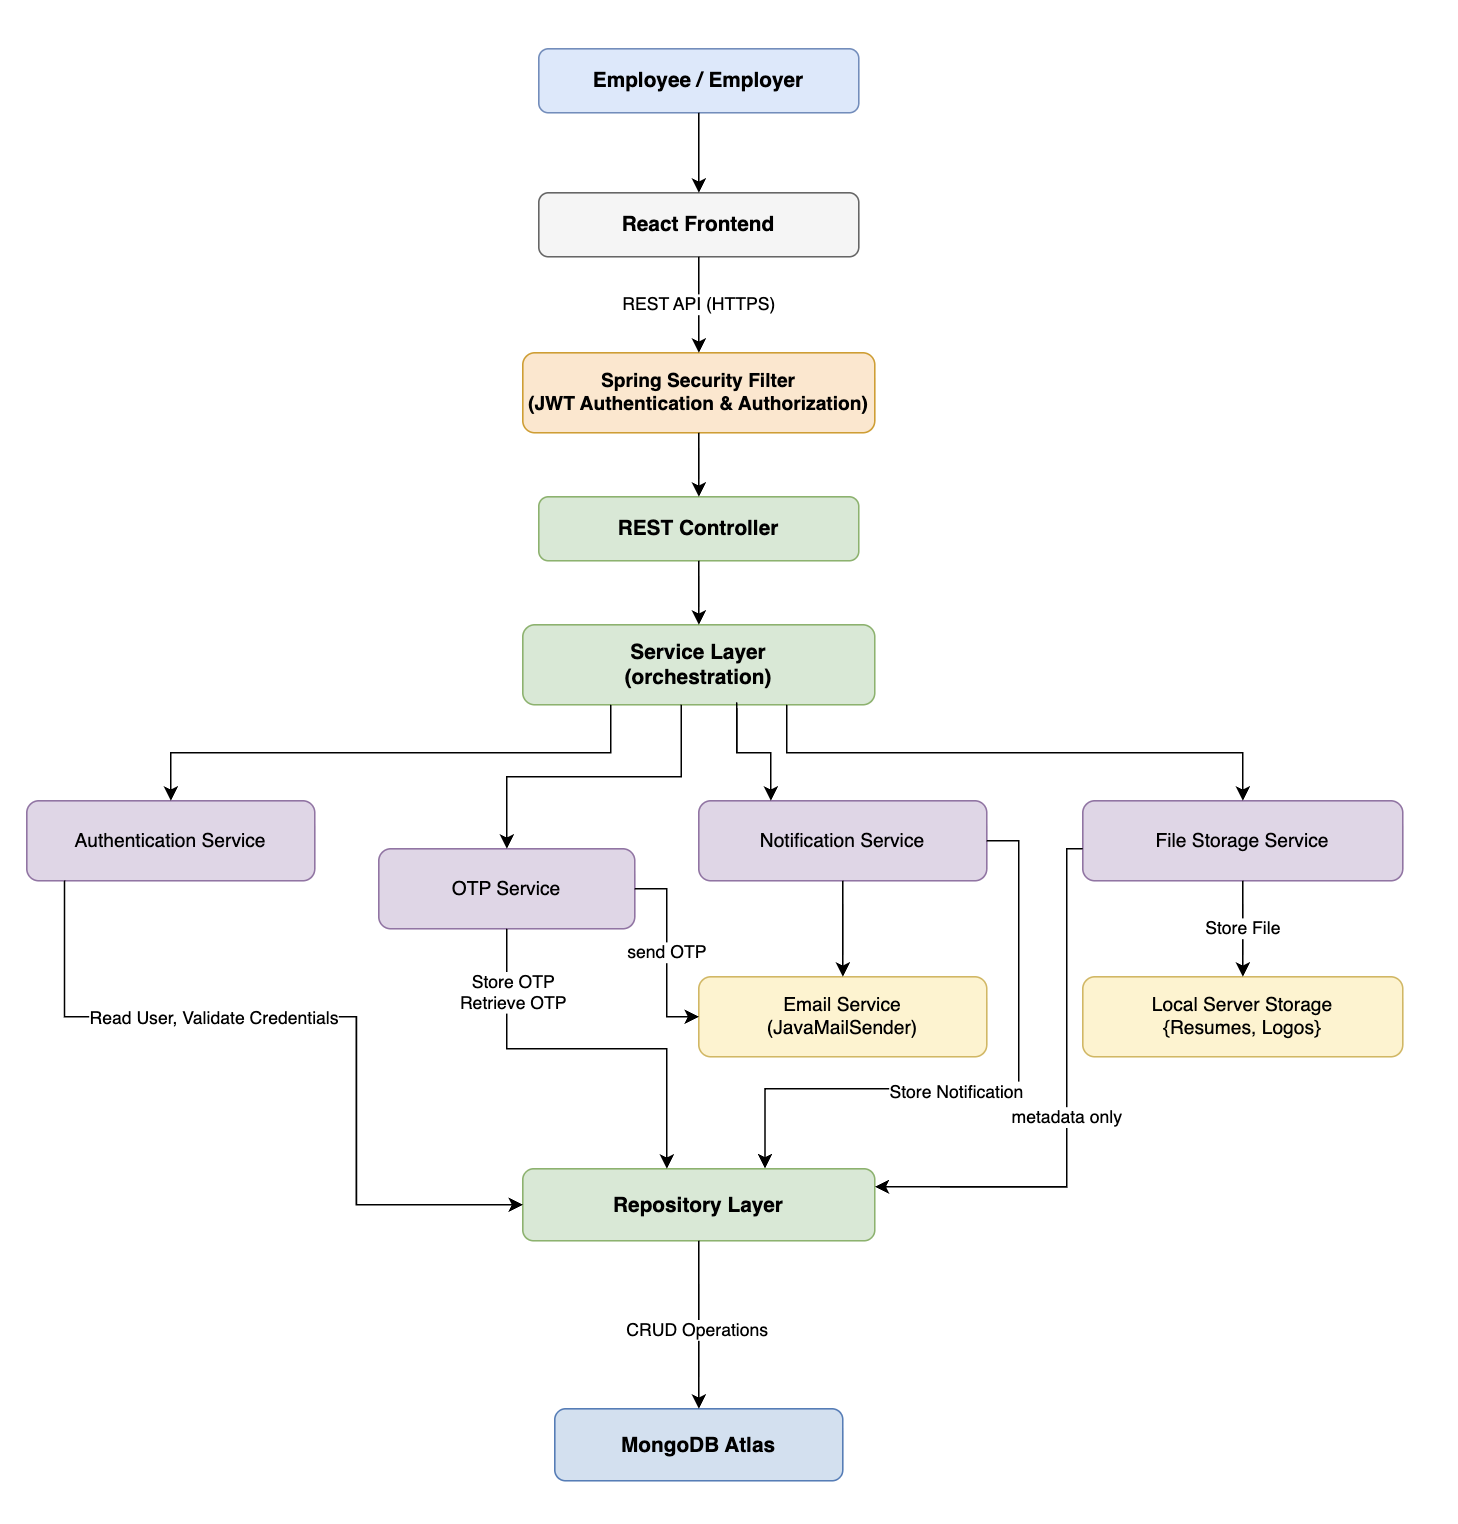 Employee / Employer
React Frontend
REST API (HTTPS)
Spring Security Filter
(JWT Authentication & Authorization)
REST Controller
Service Layer
(orchestration)
Authentication Service
OTP Service
Notification Service
File Storage Service
send OTP
Store File
Store OTP
Retrieve OTP
Email Service
(JavaMailSender)
Local Server Storage
{Resumes, Logos}
Read User, Validate Credentials
Store Notification
metadata only
Repository Layer
CRUD Operations
MongoDB Atlas